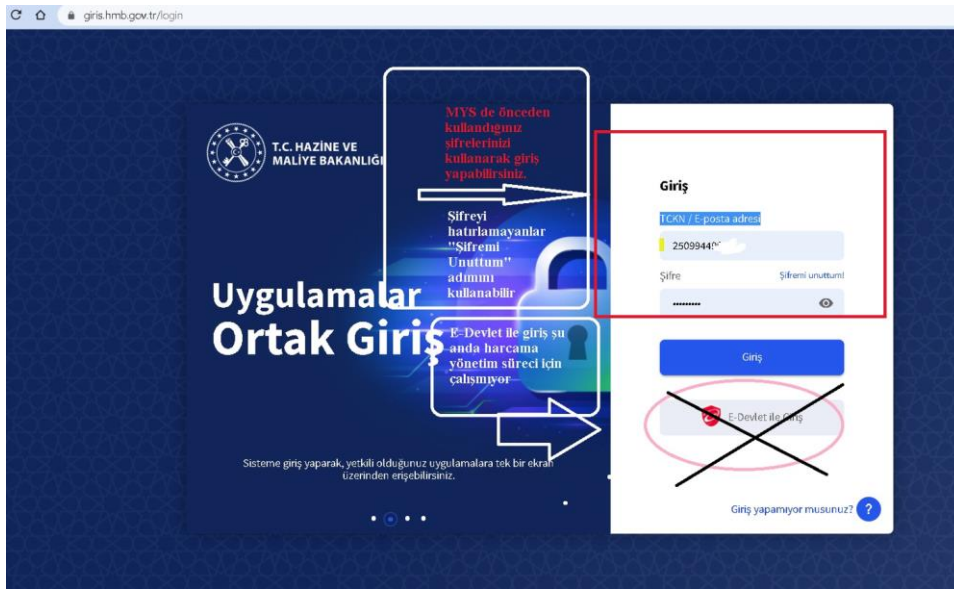 giris.hmb.gov.tr/login
T.C. HAZİNE VE
MALİYE BAKANLIĞI
MYS de önceden
kullandığınız
şifrelerinizi
kullanarak giriş
yapabilirsiniz.
Şifreyi
hatırlamayanlar
"Şifremi
Unuttum"
adımını
kullanabilir
Uygulamalar
Ortak Giriş
E-Devlet ile giriş şu
anda harcama
yönetim süreci için
çalışmıyor
Sisteme giriş yaparak, yetkili olduğunuz uygulamalara tek bir ekran
üzerinden erişebilirsiniz.
Giriş
TCKN / E-posta adresi
2509944
Şifre
Şifremi unuttum!
Giriş
E-Devlet ile Giriş
Giriş yapamıyor musunuz? ?